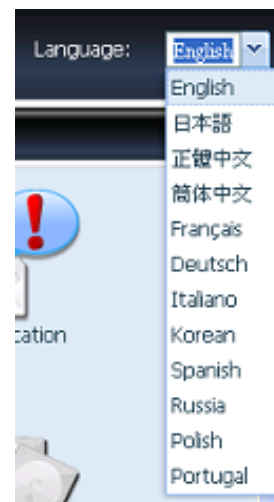 Language:
English
English
日本語
正體中文
簡体中文
Français
Deutsch
Italiano
cation
Korean
Spanish
Russia
Polish
Portugal